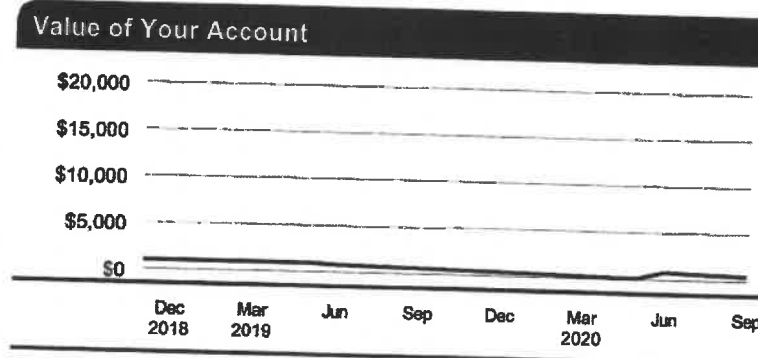 Value of Your Account
$20,000
$15,000
$10,000
$5,000
$0
Dec Mar Jun Sep Dec Mar Jun Sep
2018 2019 2020